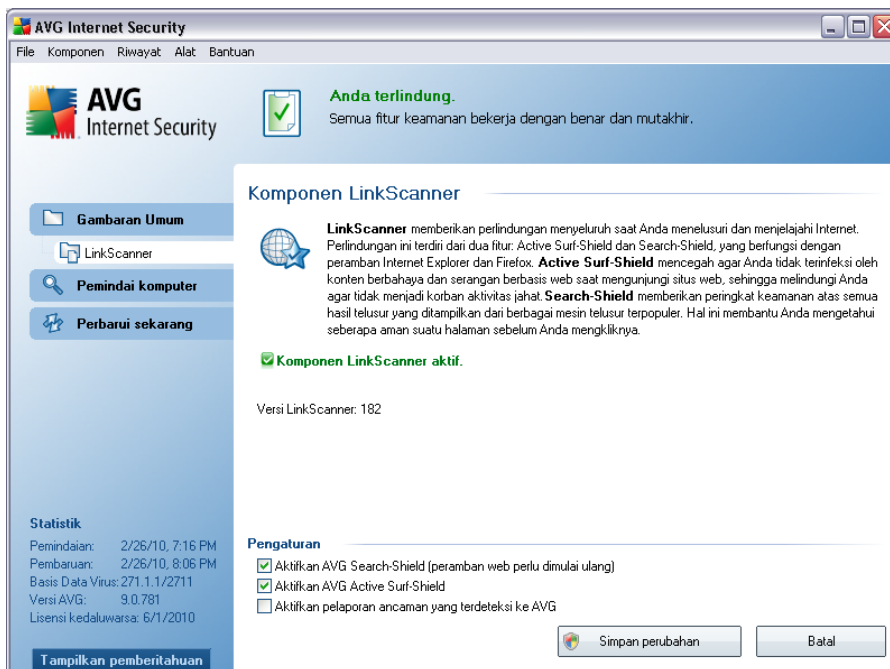 AVG Internet Security
File Komponen Riwayat Alat Bantuan
AVG
Internet Security
Anda terlindung.
Semua fitur keamanan bekerja dengan benar dan mutakhir.
Gambaran Umum
LinkScanner
Pemindai komputer
Perbarui sekarang
Komponen LinkScanner
LinkScanner memberikan perlindungan menyeluruh saat Anda menelusuri dan menjelajahi Internet.
Perlindungan ini terdiri dari dua fitur: Active Surf-Shield dan Search-Shield, yang berfungsi dengan
peramban Internet Explorer dan Firefox. Active Surf-Shield mencegah agar Anda tidak terinfeksi oleh
konten berbahaya dan serangan berbasis web saat mengunjungi situs web, sehingga melindungi Anda
agar tidak menjadi korban aktivitas jahat. Search-Shield memberikan peringkat keamanan atas semua
hasil telusur yang ditampilkan dari berbagai mesin telusur terpopuler. Hal ini membantu Anda mengetahui
seberapa aman suatu halaman sebelum Anda mengkliknya.
Komponen LinkScanner aktif.
Versi LinkScanner: 182
Statistik
Pemindaian: 2/26/10, 7:16 PM
Pembaruan: 2/26/10, 8:06 PM
Basis Data Virus: 271.1.1/2711
Versi AVG: 9.0.781
Lisensi kedaluwarsa: 6/1/2010
Tampilkan pemberitahuan
Pengaturan
Aktifkan AVG Search-Shield (peramban web perlu dimulai ulang)
Aktifkan AVG Active Surf-Shield
Aktifkan pelaporan ancaman yang terdeteksi ke AVG
Simpan perubahan
Batal